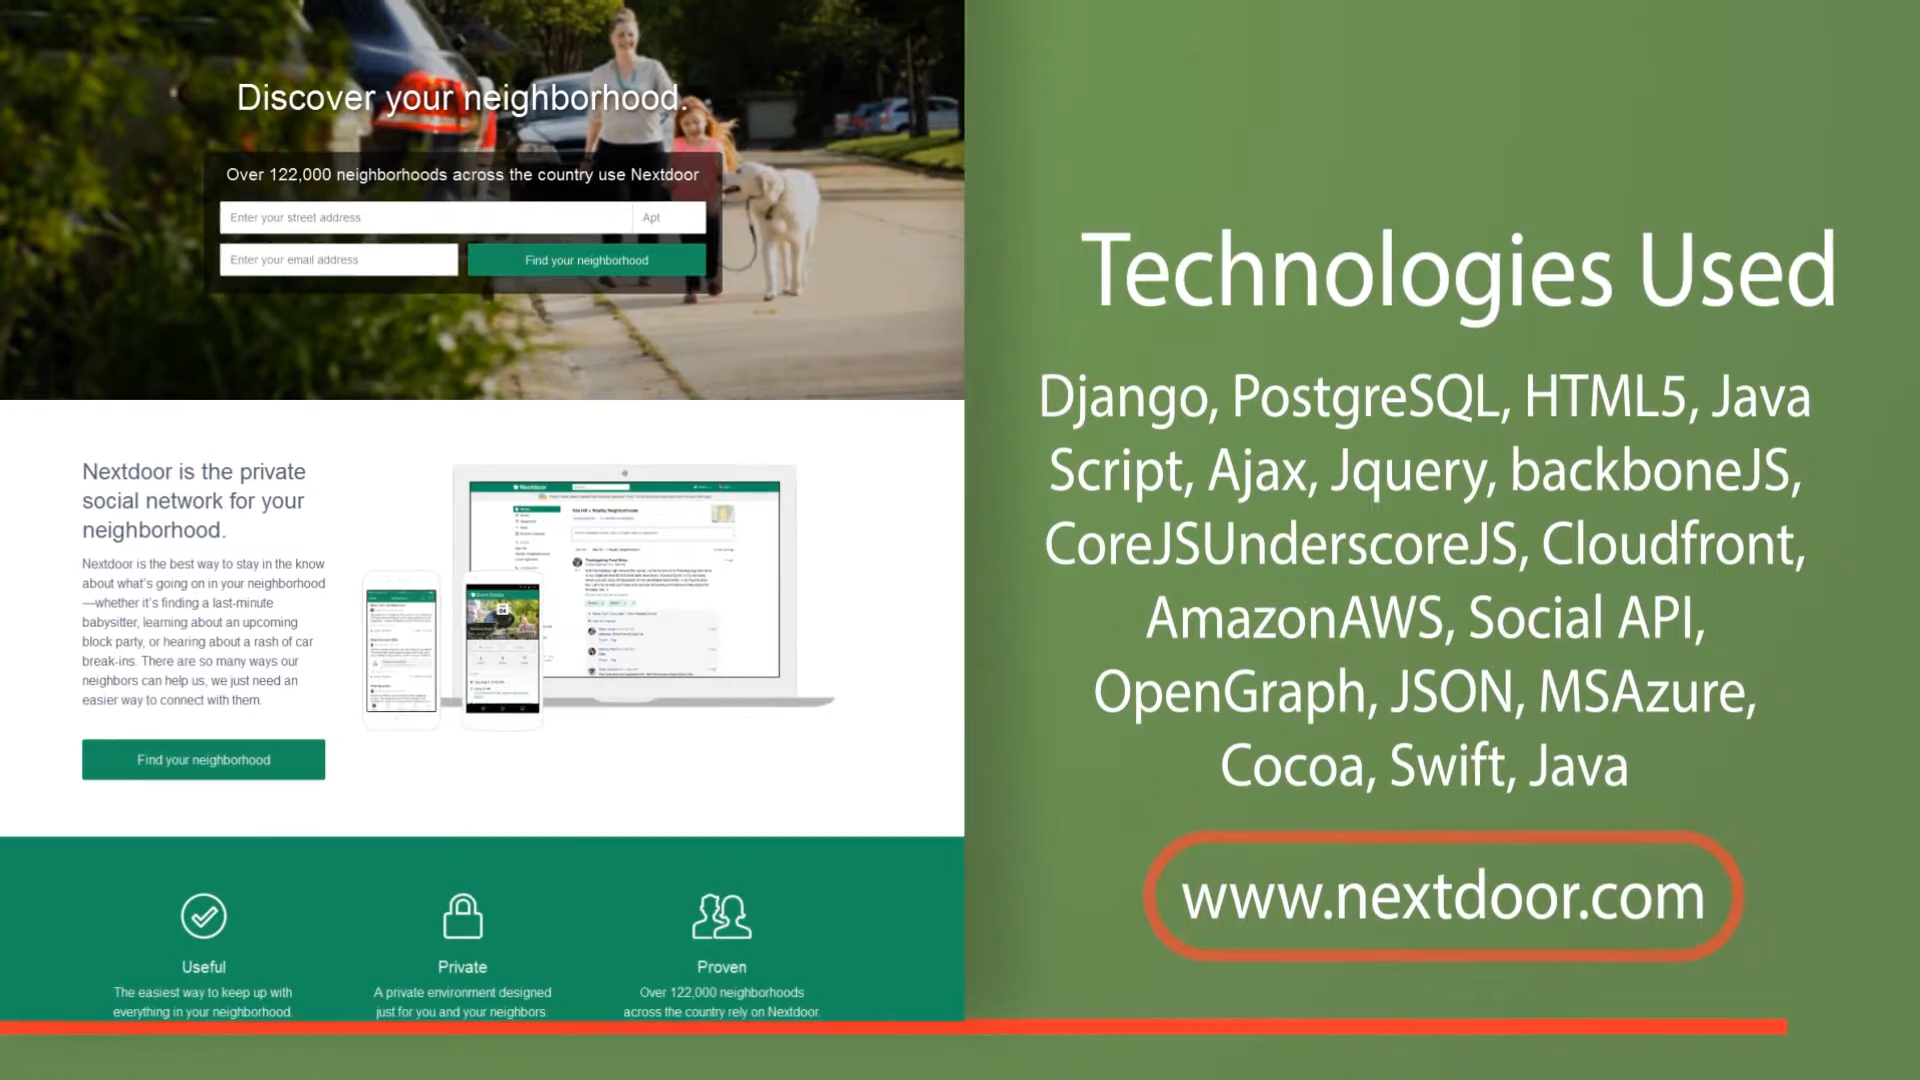 Discover your neighborhood.
Over 122,000 neighborhoods across the country use Nextdoor
Enter your street address
Apt
Enter your email address
Find your neighborhood
Nextdoor is the private
social network for your
neighborhood.
Nextdoor is the best way to stay in the know
about what's going on in your neighborhood
—whether it's finding a last-minute
babysitter, learning about an upcoming
block party, or hearing about a rash of car
break-ins. There are so many ways our
neighbors can help us, we just need an
easier way to connect with them
Find your neighborhood
Nextdoor
Useful
The easiest way to keep up with
everything in your neighborhood.
Private
A private environment designed
just for you and your neighbors.
Proven
Over 122,000 neighborhoods
across the country rely on Nextdoor.
Technologies Used
Django, PostgreSQL, HTML5, Java
Script, Ajax, Jquery, backboneJS,
CoreJSUnderscoreJS, Cloudfront,
AmazonAWS, Social API,
OpenGraph, JSON, MSAzure,
Cocoa, Swift, Java
www.nextdoor.com